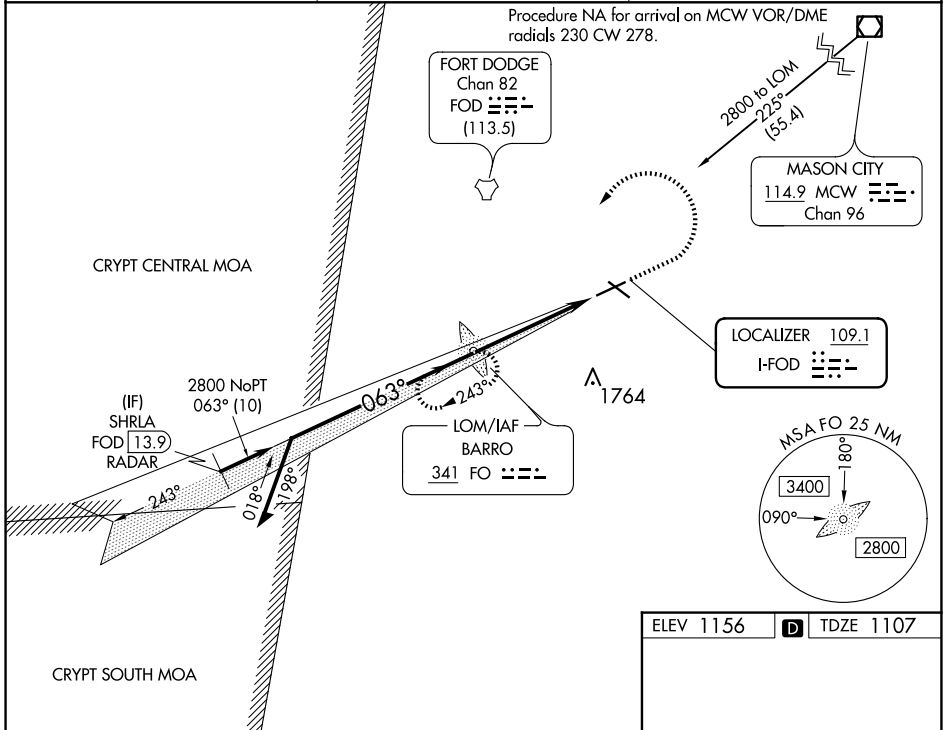 Procedure NA for arrival on MCW VOR/DME
radials 230 CW 278.
FORT DODGE
Chan 82
FOD
(113.5)
2800 to LOM
225°
(55.4)
MASON CITY
114.9 MCW
Chan 96
CRYPT CENTRAL MOA
LOCALIZER 109.1
I-FOD
2800 NoPT
063° (10)
063°
243°
1764
(IF)
SHRLA
FOD 13.9
RADAR
LOM/IAF
BARRO
341 FO
243°
018°
198°
MSA FO 25 NM
180°
3400
090°
2800
ELEV 1156 D TDZE 1107
CRYPT SOUTH MOA